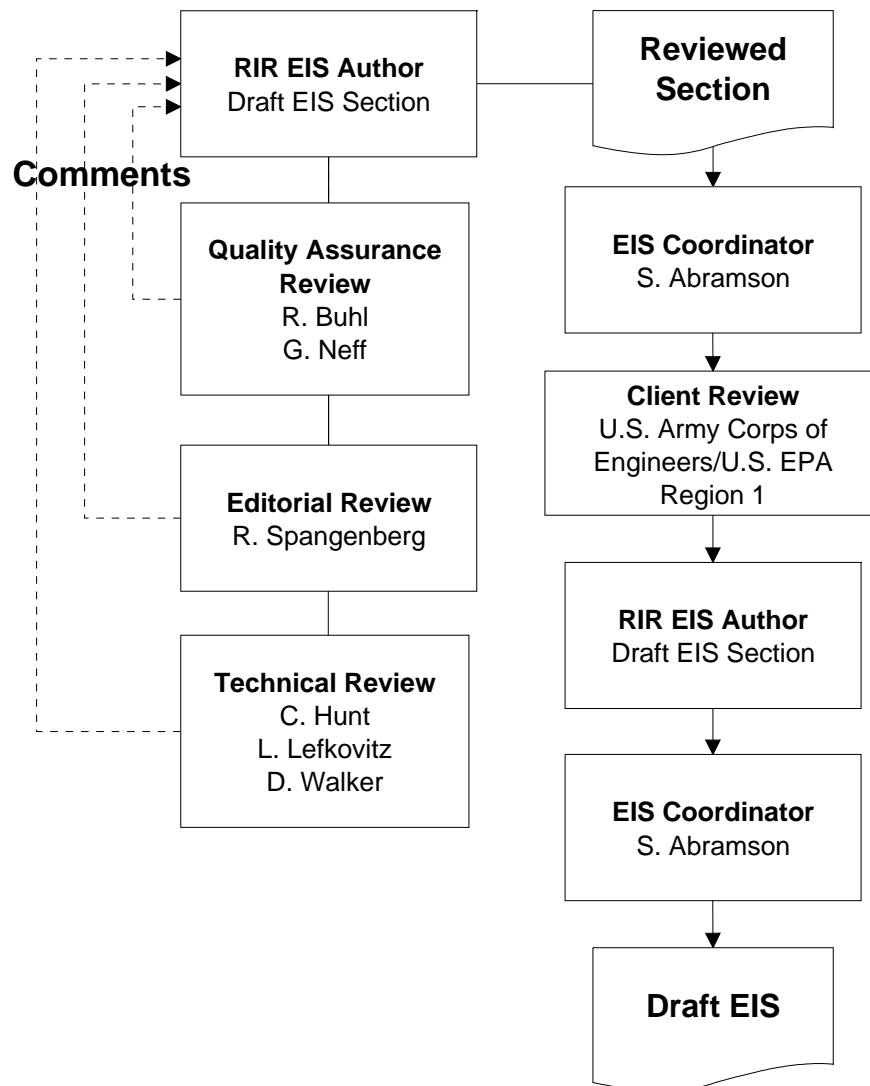 RIR EIS Author
Draft EIS Section
Comments
Quality Assurance
Review
R. Buhl
G. Neff
Editorial Review
R. Spangenberg
Technical Review
C. Hunt
L. Lefkovitz
D. Walker
Reviewed
Section
EIS Coordinator
S. Abramson
Client Review
U.S. Army Corps of
Engineers/U.S. EPA
Region 1
RIR EIS Author
Draft EIS Section
EIS Coordinator
S. Abramson
Draft EIS